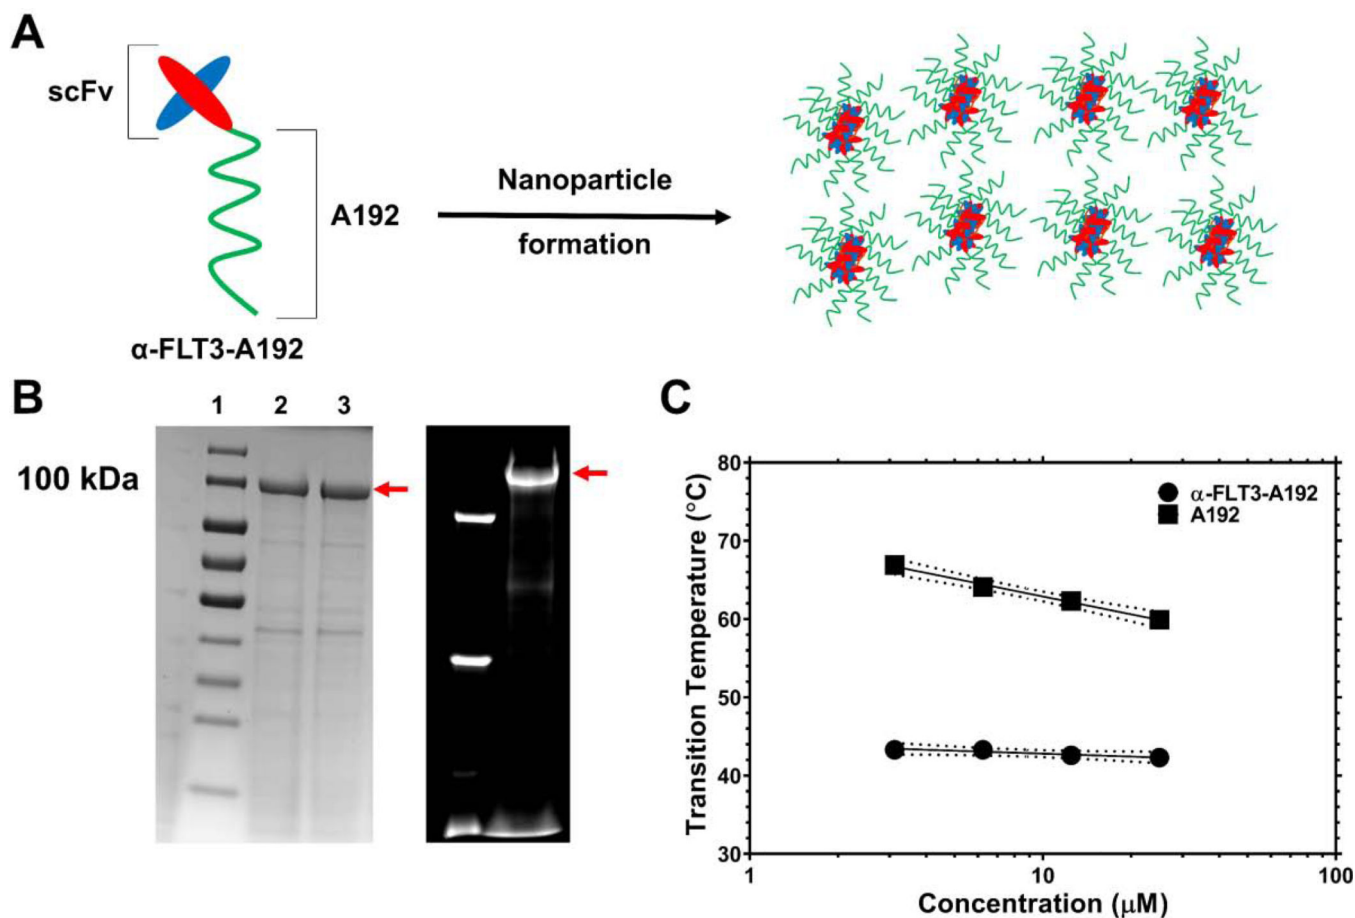 A
scFv
A192
Nanoparticle
formation
α-FLT3-A192
B
1 2 3
100 kDa
C
80
70
60
50
40
30
Transition Temperature (°C)
α-FLT3-A192
A192
1 10 100
Concentration (μM)